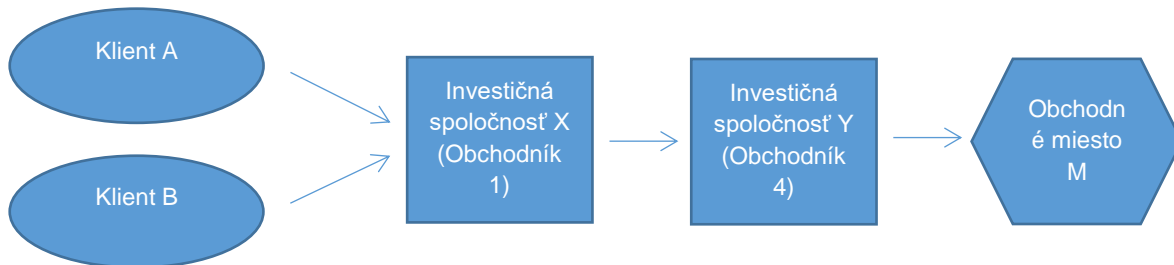 Klient A
Klient B
Investičná
spoločnosť X
(Obchodník
1)
Investičná
spoločnosť Y
(Obchodník
4)
Obchodn
é miesto
M